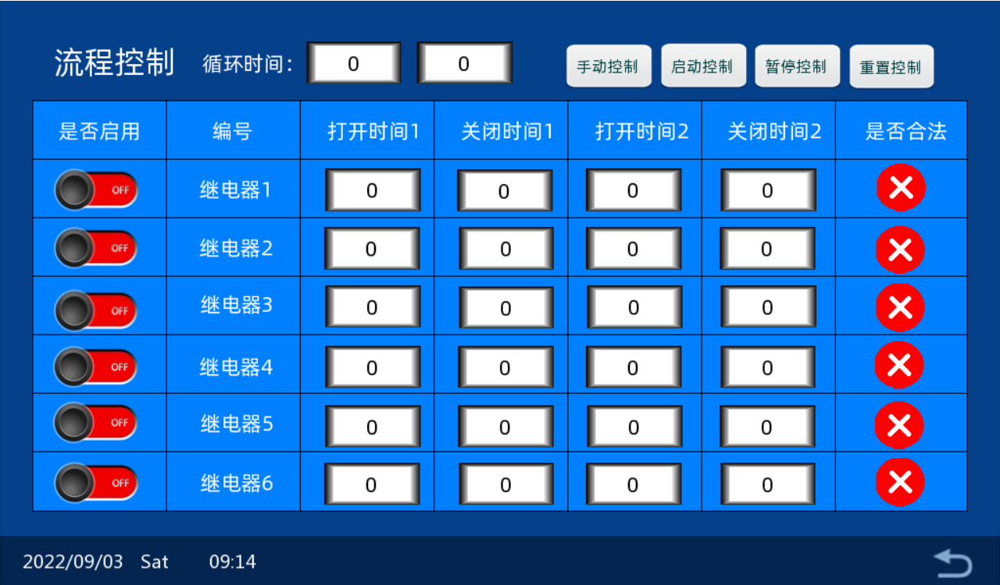 流程控制 循环时间： 0 0 手动控制 启动控制 暂停控制 重置控制
是否启用 编号 打开时间1 关闭时间1 打开时间2 关闭时间2 是否合法
OFF 继电器1 0 0 0 0
OFF 继电器2 0 0 0 0
OFF 继电器3 0 0 0 0
OFF 继电器4 0 0 0 0
OFF 继电器5 0 0 0 0
OFF 继电器6 0 0 0 0
2022/09/03 Sat 09:14